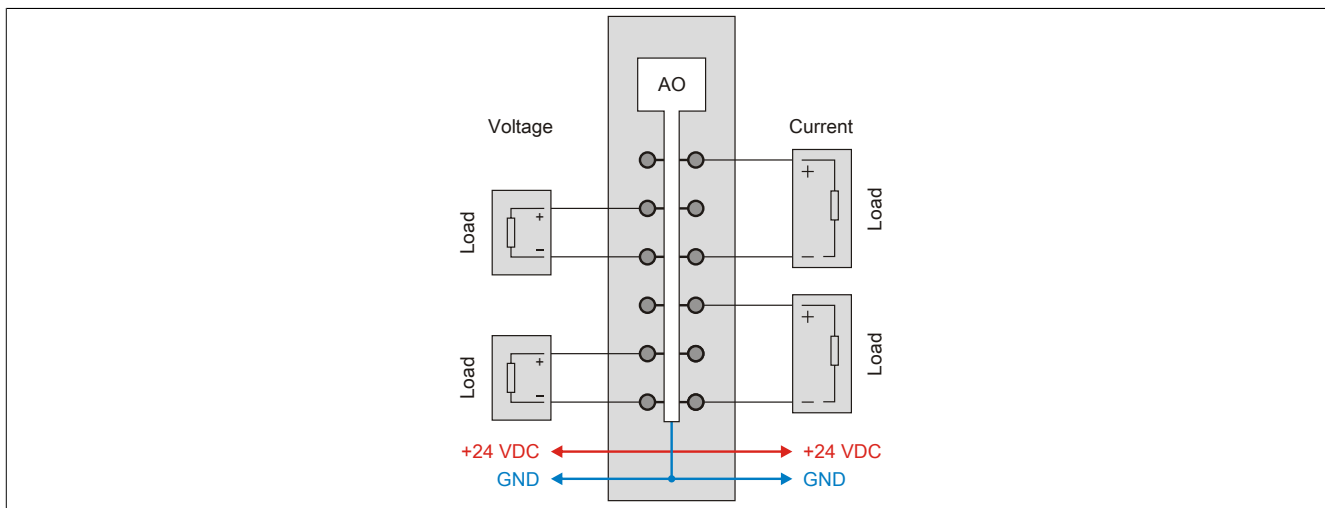 AO
Voltage
Current
+
Load
+
-
Load
-
+
Load
+
-
Load
-
+24 VDC
+24 VDC
GND
GND